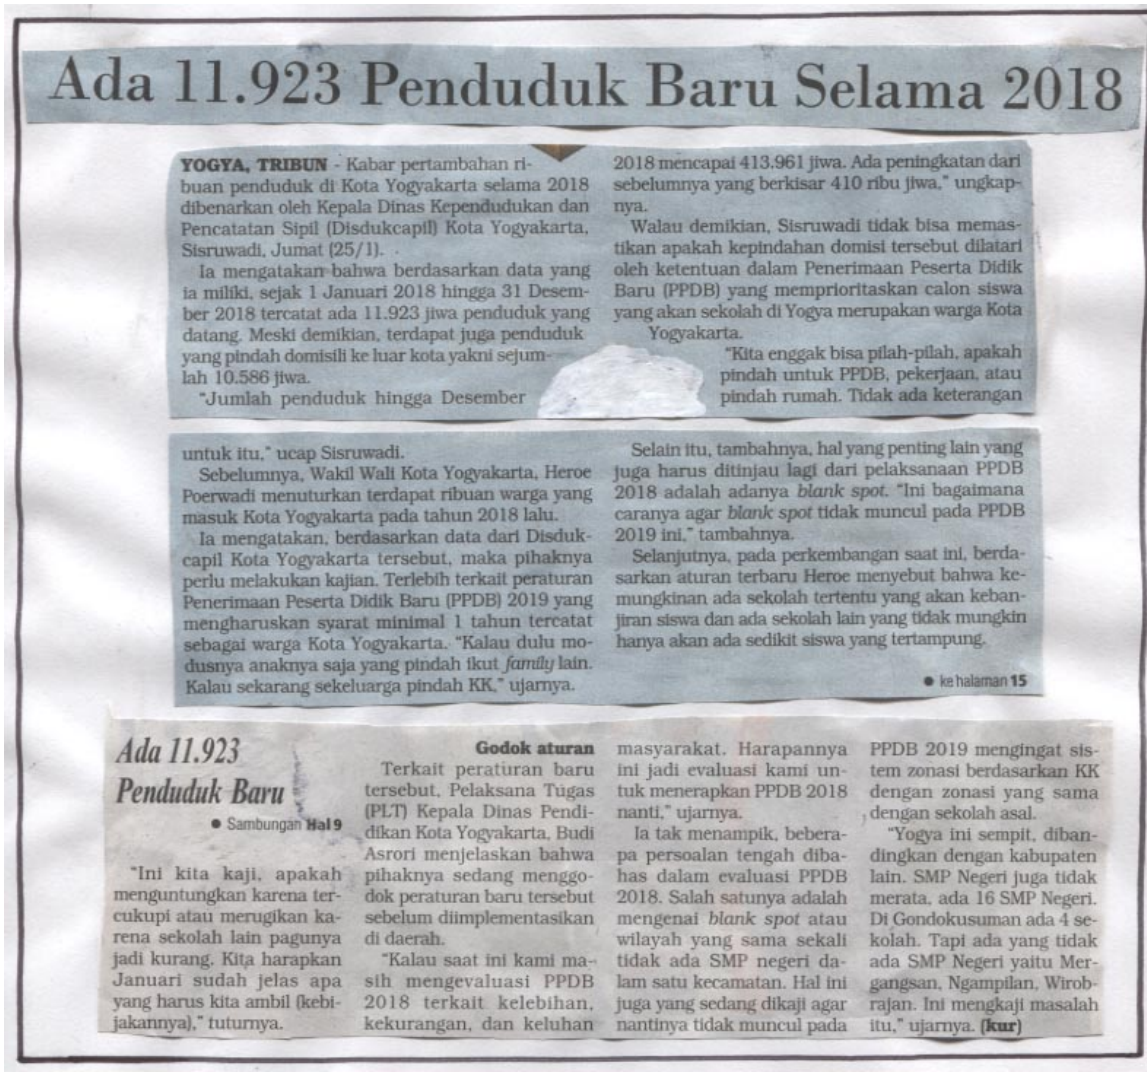 Ada 11.923 Penduduk Baru Selama 2018
YOGYA, TRIBUN - Kabar pertambahan ri-
buan penduduk di Kota Yogyakarta selama 2018
dibenarkan oleh Kepala Dinas Kependudukan dan
Pencatatan Sipil (Disdukcapil) Kota Yogyakarta,
Sisruwadi, Jumat (25/1).
Ia mengatakan bahwa berdasarkan data yang
ia miliki, sejak 1 Januari 2018 hingga 31 Desem-
ber 2018 tercatat ada 11.923 jiwa penduduk yang
datang. Meski demikian, terdapat juga penduduk
yang pindah domisili ke luar kota yakni sejum-
lah 10.586 jiwa.
"Jumlah penduduk hingga Desember
2018 mencapai 413.961 jiwa. Ada peningkatan dari
sebelumnya yang berkisar 410 ribu jiwa," ungkap-
nya.
Walau demikian, Sisruwadi tidak bisa memas-
tikan apakah kepindahan domisi tersebut dilatari
oleh ketentuan dalam Penerimaan Peserta Didik
Baru (PPDB) yang memprioritaskan calon siswa
yang akan sekolah di Yogya merupakan warga Kota
Yogyakarta.
"Kita enggak bisa pilah-pilah, apakah
pindah untuk PPDB, pekerjaan, atau
pindah rumah. Tidak ada keterangan
untuk itu," ucap Sisruwadi.
Sebelumnya, Wakil Wali Kota Yogyakarta, Heroe
Poerwadi menuturkan terdapat ribuan warga yang
masuk Kota Yogyakarta pada tahun 2018 lalu.
Ia mengatakan, berdasarkan data dari Disduk-
capil Kota Yogyakarta tersebut, maka pihaknya
perlu melakukan kajian. Terlebih terkait peraturan
Penerimaan Peserta Didik Baru (PPDB) 2019 yang
mengharuskan syarat minimal 1 tahun tercatat
sebagai warga Kota Yogyakarta. "Kalau dulu mo-
dusnya anaknya saja yang pindah ikut family lain.
Kalau sekarang sekeluarga pindah KK," ujarnya.
Selain itu, tambahnya, hal yang penting lain yang
juga harus ditinjau lagi dari pelaksanaan PPDB
2018 adalah adanya blank spot. "Ini bagaimana
caranya agar blank spot tidak muncul pada PPDB
2019 ini," tambahnya.
Selanjutnya, pada perkembangan saat ini, berda-
sarkan aturan terbaru Heroe menyebut bahwa ke-
mungkinan ada sekolah tertentu yang akan keban-
jiran siswa dan ada sekolah lain yang tidak mungkin
hanya akan ada sedikit siswa yang tertampung.
● ke halaman 15
Ada 11.923
Penduduk Baru
● Sambungan Hal 9
"Ini kita kaji, apakah
menguntungkan karena ter-
cukupi atau merugikan ka-
rena sekolah lain pagunya
jadi kurang. Kita harapkan
Januari sudah jelas apa
yang harus kita ambil (kebi-
jakannya)," tuturnya.
Godok aturan
Terkait peraturan baru
tersebut, Pelaksana Tugas
(PLT) Kepala Dinas Pendi-
dikan Kota Yogyakarta, Budi
Asrori menjelaskan bahwa
pihaknya sedang menggo-
dok peraturan baru tersebut
sebelum diimplementasikan
di daerah.
"Kalau saat ini kami ma-
sih mengevaluasi PPDB
2018 terkait kelebihan,
kekurangan, dan keluhan
masyarakat. Harapannya
ini jadi evaluasi kami un-
tuk menerapkan PPDB 2018
nanti," ujarnya.
Ia tak menampik, bebera-
pa persoalan tengah diba-
has dalam evaluasi PPDB
2018. Salah satunya adalah
mengenai blank spot atau
wilayah yang sama sekali
tidak ada SMP negeri da-
lam satu kecamatan. Hal ini
juga yang sedang dikaji agar
nantinya tidak muncul pada
PPDB 2019 mengingat sis-
tem zonasi berdasarkan KK
dengan zonasi yang sama
dengan sekolah asal.
"Yogya ini sempit, diban-
dingkan dengan kabupaten
lain. SMP Negeri juga tidak
merata, ada 16 SMP Negeri.
Di Gondokusuman ada 4 se-
kolah. Tapi ada yang tidak
ada SMP Negeri yaitu Mer-
gangsan, Ngampilan, Wirob-
rajan. Ini mengkaji masalah
itu," ujarnya. (kur)